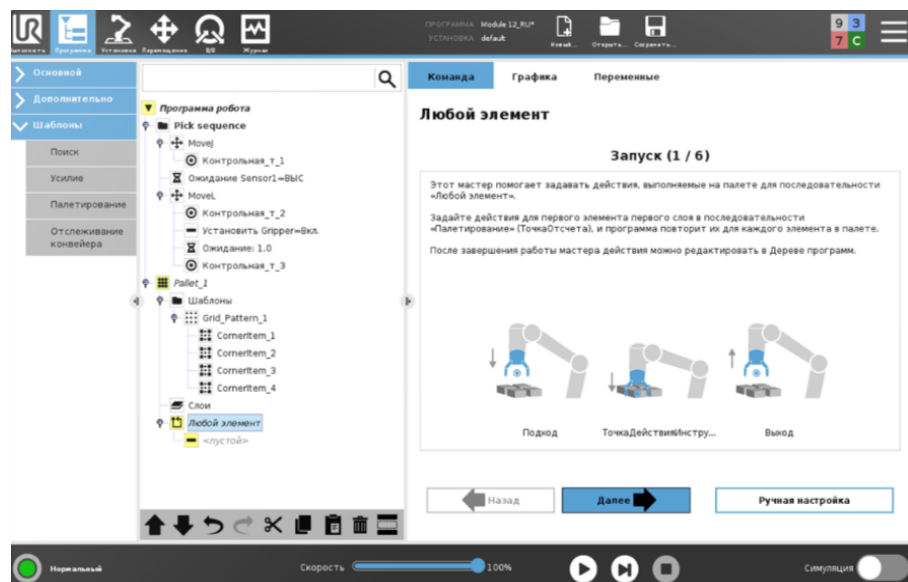 UR
Выполнить
Программа
Установка
Перемещение
В/В
Журнал
ПРОГРАММА Module 12_RU*
УСТАНОВКА default
Новый...
Открыть...
Сохранить...
9 3
7 C
Основной
Дополнительно
Шаблоны
Поиск
Усилие
Палетирование
Отслеживание
конвейера
Программа робота
Pick sequence
MoveJ
Контрольная_т_1
Ожидание Sensor1=ВЫС
MoveL
Контрольная_т_2
Установить Gripper=Вкл.
Ожидание: 1.0
Контрольная_т_3
Pallet_1
Шаблоны
Grid_Pattern_1
CornerItem_1
CornerItem_2
CornerItem_3
CornerItem_4
Слои
Любой элемент
<пустой>
Команда
Графика
Переменные
Любой элемент
Запуск (1 / 6)
Этот мастер помогает задавать действия, выполняемые на палете для последовательности
«Любой элемент».
Задайте действия для первого элемента первого слоя в последовательности
«Палетирование» (ТочкаОтсчета), и программа повторит их для каждого элемента в палете.
После завершения работы мастера действия можно редактировать в Дереве программ.
Подход
ТочкаДействияИнстру...
Выход
Назад
Далее
Ручная настройка
Нормальный
Скорость
100%
Симуляция